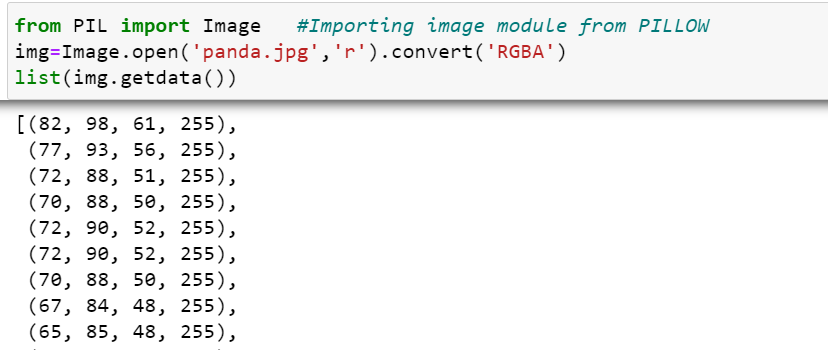 from PIL import Image   #Importing image module from PILLOW
img=Image.open('panda.jpg','r').convert('RGBA')
list(img.getdata())
[(82, 98, 61, 255),
 (77, 93, 56, 255),
 (72, 88, 51, 255),
 (70, 88, 50, 255),
 (72, 90, 52, 255),
 (72, 90, 52, 255),
 (70, 88, 50, 255),
 (67, 84, 48, 255),
 (65, 85, 48, 255),